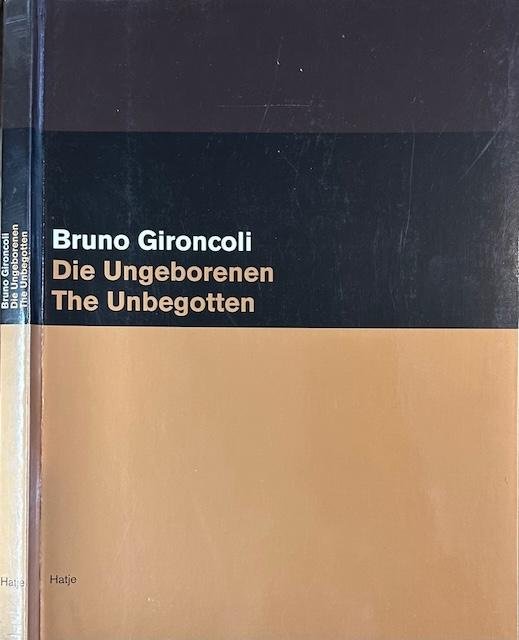 Bruno Gironcoli
Die Ungeborenen
The Unbegotten
Hatje
Bruno Gironcoli
Die Ungeborenen
The Unbegotten
Hatje